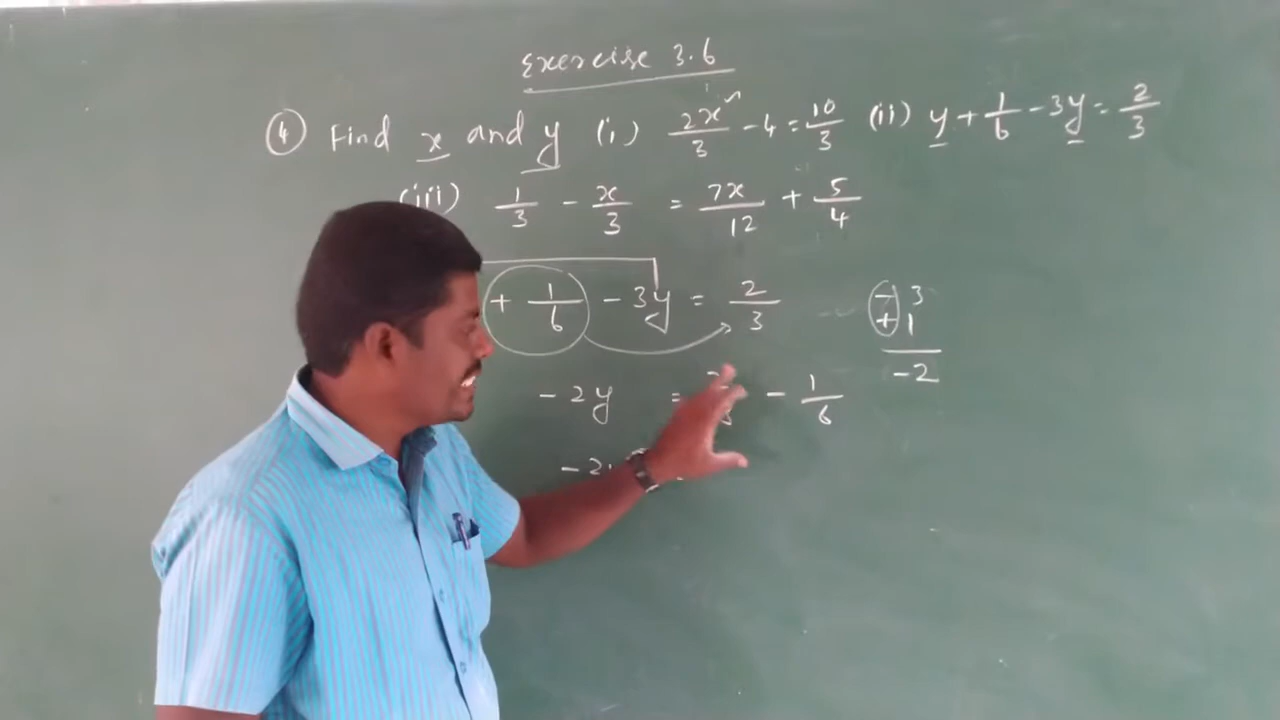 Exercise 3.6
④ Find x and y (i) 2x/3 - 4 = 10/3 (ii) y + 1/6 - 3y = 2/3
(iii) 1/3 - x/3 = 7x/12 + 5/4
+ 1/6 - 3y = 2/3
- 3
+ 1
- 2
- 2y = - 1/6
- 2